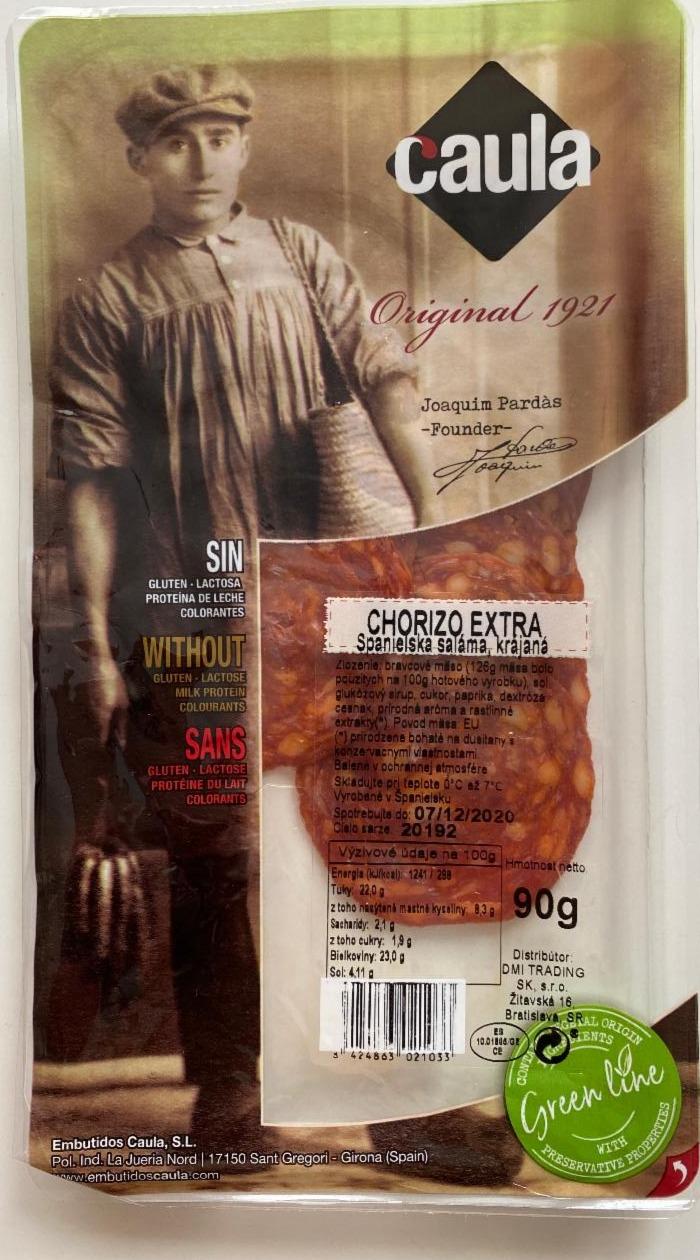 caula
Original 1921
Joaquim Pardàs
-Founder-
SIN
GLUTEN - LACTOSA
PROTEÍNA DE LECHE
COLORANTES
WITHOUT
GLUTEN - LACTOSE
MILK PROTEIN
COLOURANTS
SANS
GLUTEN - LACTOSE
PROTÉINE DU LAIT
COLORANTS
CHORIZO EXTRA
Španielska saláma, krájaná
Zloženie: bravčové mäso (126g mäsa bolo
použitých na 100g hotového výrobku), soľ,
glukózový sirup, cukor, paprika, dextróza
cesnak, prírodná aróma a rastlinné
extrakty(*). Pôvod mäsa: EÚ
(*) prirodzene bohaté na dusitany s
konzervačnými vlastnosťami
Balené v ochrannej atmosfére
Skladujte pri teplote 0°C až 7°C
Vyrobené v Španielsku
Spotrebujte do: 07/12/2020
Číslo šarže: 20192
Výživové údaje na 100g
Energia (kJ/kcal): 1241 / 298
Tuky: 22,0 g
z toho nasýtené mastné kyseliny: 8,3 g
Sacharidy: 2,1 g
z toho cukry: 1,9 g
Bielkoviny: 23,0 g
Soľ: 4,11 g
Hmotnosť netto
90g
Distribútor:
DMI TRADING
SK, s.r.o.
Žitavská 16,
Bratislava, SR
8 424863 021033
ES
CE
ORIGIN
Green line
WITH
PRESERVATIVE PROPERTIES
Embutidos Caula, S.L.
Pol. Ind. La Jueria Nord | 17150 Sant Gregori - Girona (Spain)
www.embutidoscaula.com